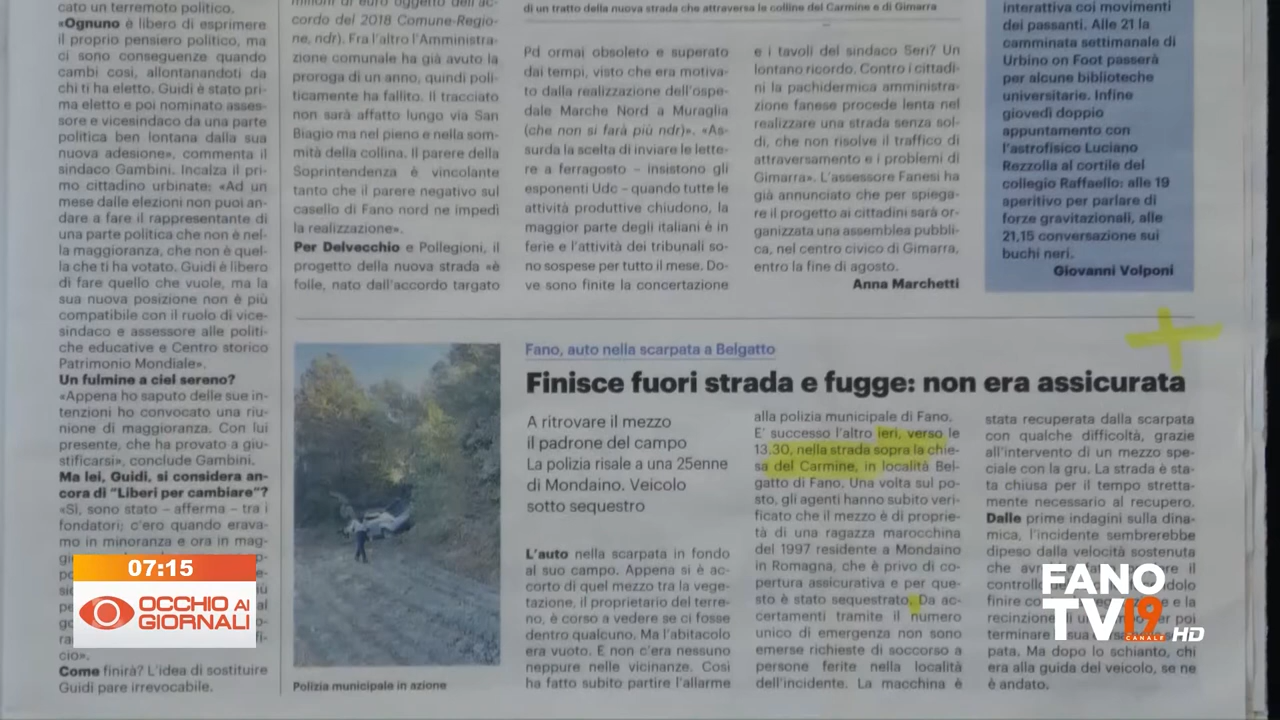 cato un terremoto politico.
«Ognuno è libero di esprimere
il proprio pensiero politico, ma
ci sono conseguenze quando
cambi così, allontanandoti da
chi ti ha eletto. Guidi è stato pri-
ma eletto e poi nominato asses-
sore e vicesindaco da una parte
politica ben lontana dalla sua
nuova adesione», commenta il
sindaco Gambini. Incalza il pri-
mo cittadino urbinate: «Ad un
mese dalle elezioni non puoi an-
dare a fare il rappresentante di
una parte politica che non è nel-
la maggioranza, che non è quel-
la che ti ha votato. Guidi è libero
di fare quello che vuole, ma la
sua nuova posizione non è più
compatibile con il ruolo di vice-
sindaco e assessore alle politi-
che educative e Centro storico
Patrimonio Mondiale».
Un fulmine a ciel sereno?
«Appena ho saputo delle sue in-
tenzioni ho convocato una riu-
nione di maggioranza. Con lui
presente, che ha provato a giu-
stificarsi», conclude Gambini.
Ma lei, Guidi, si considera an-
cora di "Liberi per cambiare"?
«Sì, sono stato – afferma – tra i
fondatori; c'ero quando erava-
mo in minoranza e ora in mag-
cio».
Come finirà? L'idea di sostituire
Guidi pare irrevocabile.
milioni di euro oggetto dell'ac-
cordo del 2018 Comune-Regio-
ne, ndr). Fra l'altro l'Amministra-
zione comunale ha già avuto la
proroga di un anno, quindi poli-
ticamente ha fallito. Il tracciato
non sarà affatto lungo via San
Biagio ma nel pieno e nella som-
mità della collina. Il parere della
Soprintendenza è vincolante
tanto che il parere negativo sul
casello di Fano nord ne impedì
la realizzazione».
Per Delvecchio e Pollegioni, il
progetto della nuova strada «è
folle, nato dall'accordo targato
di un tratto della nuova strada che attraversa le colline del Carmine e di Gimarra
Pd ormai obsoleto e superato
dai tempi, visto che era motiva-
to dalla realizzazione dell'ospe-
dale Marche Nord a Muraglia
(che non si farà più ndr)». «As-
surda la scelta di inviare le lette-
re a ferragosto – insistono gli
esponenti Udc – quando tutte le
attività produttive chiudono, la
maggior parte degli italiani è in
ferie e l'attività dei tribunali so-
no sospese per tutto il mese. Do-
ve sono finite la concertazione
e i tavoli del sindaco Seri? Un
lontano ricordo. Contro i cittadi-
ni la pachidermica amministra-
zione fanese procede lenta nel
realizzare una strada senza sol-
di, che non risolve il traffico di
attraversamento e i problemi di
Gimarra». L'assessore Fanesi ha
già annunciato che per spiega-
re il progetto ai cittadini sarà or-
ganizzata una assemblea pubbli-
ca, nel centro civico di Gimarra,
entro la fine di agosto.
Anna Marchetti
interattiva coi movimenti
dei passanti. Alle 21 la
camminata settimanale di
Urbino on Foot passerà
per alcune biblioteche
universitarie. Infine
giovedì doppio
appuntamento con
l'astrofisico Luciano
Rezzolla al cortile del
collegio Raffaello: alle 19
aperitivo per parlare di
forze gravitazionali, alle
21,15 conversazione sui
buchi neri.
Giovanni Volponi
Polizia municipale in azione
Fano, auto nella scarpata a Belgatto
Finisce fuori strada e fugge: non era assicurata
A ritrovare il mezzo
il padrone del campo
La polizia risale a una 25enne
di Mondaino. Veicolo
sotto sequestro
L'auto nella scarpata in fondo
al suo campo. Appena si è ac-
corto di quel mezzo tra la vege-
tazione, il proprietario del terre-
no, è corso a vedere se ci fosse
dentro qualcuno. Ma l'abitacolo
era vuoto. E non c'era nessuno
neppure nelle vicinanze. Così
ha fatto subito partire l'allarme
alla polizia municipale di Fano.
E' successo l'altro ieri, verso le
13.30, nella strada sopra la chie-
sa del Carmine, in località Bel-
gatto di Fano. Una volta sul po-
sto, gli agenti hanno subito veri-
ficato che il mezzo è di proprie-
tà di una ragazza marocchina
del 1997 residente a Mondaino
in Romagna, che è privo di co-
pertura assicurativa e per que-
sto è stato sequestrato. Da ac-
certamenti tramite il numero
unico di emergenza non sono
emerse richieste di soccorso a
persone ferite nella località
dell'incidente. La macchina è
stata recuperata dalla scarpata
con qualche difficoltà, grazie
all'intervento di un mezzo spe-
ciale con la gru. La strada è sta-
ta chiusa per il tempo stretta-
mente necessario al recupero.
Dalle prime indagini sulla dina-
mica, l'incidente sembrerebbe
dipeso dalla velocità sostenuta
che
controllo
finire e la
recinzione di per poi
terminare sua
pata. Ma dopo lo schianto, chi
era alla guida del veicolo, se ne
è andato.
07:15
OCCHIO AI
GIORNALI
FANO
TV19
CANALE HD